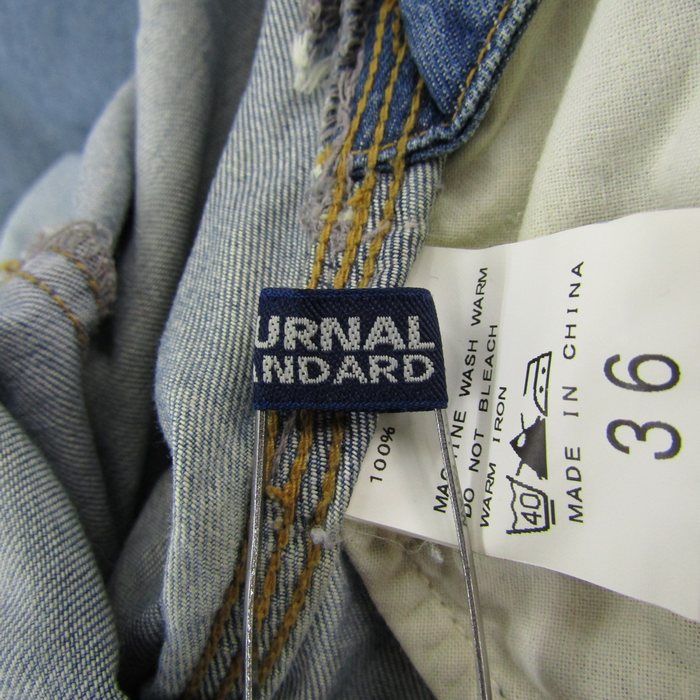 URNAL
ANDARD
100%
MACHINE WASH WARM
DO NOT BLEACH
WARM IRON
40
MADE IN CHINA
36